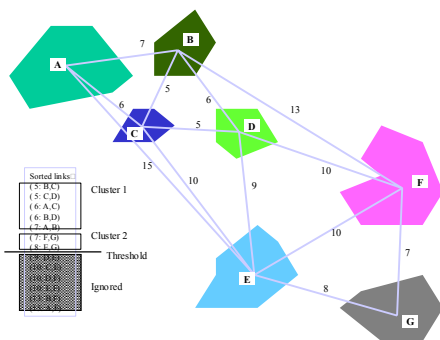 B
7
A
13
5
6
6
C
5
D
15
10
10
F
Sorted links
( 5: B,C)
( 5: C,D)
( 6: A,C)
( 6: B,D)
( 7: A,B)
( 7: F,G)
( 8: E,G)
Cluster 1
Cluster 2
Threshold
Ignored
9
10
7
E
8
G